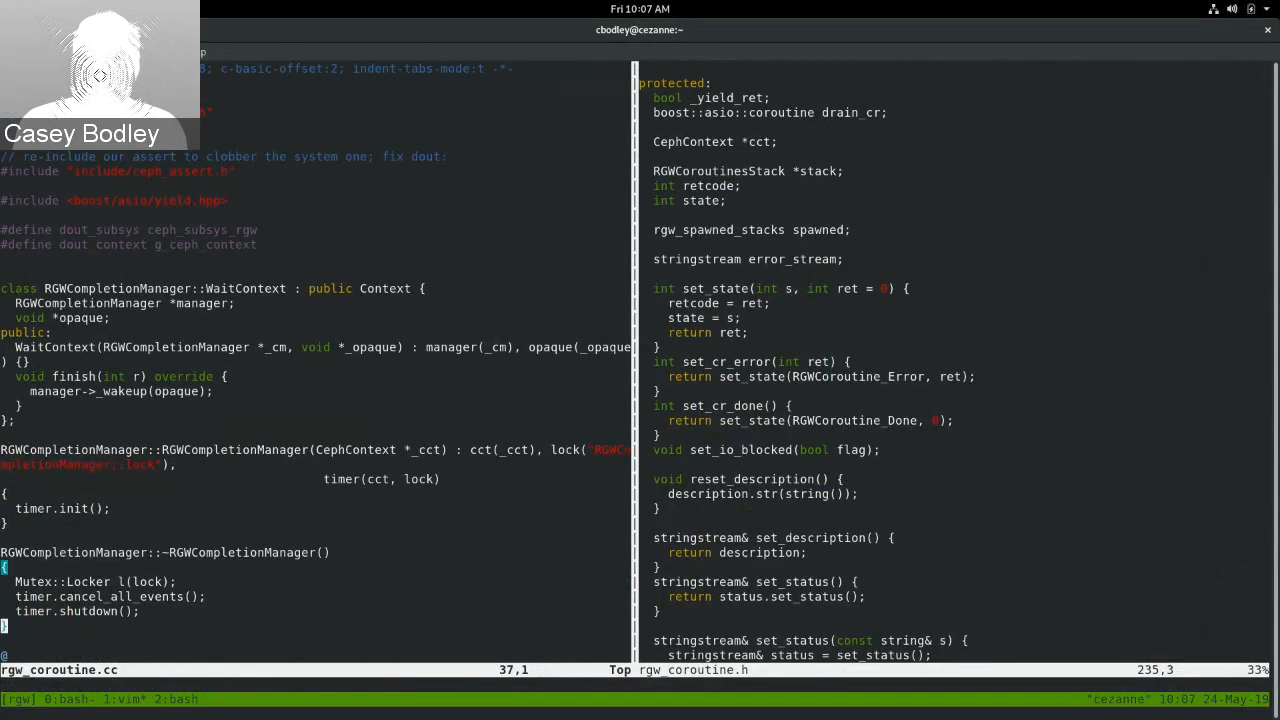 Fri 10:07 AM
cbodley@cezanne:~
Casey Bodley
p
8; c-basic-offset:2; indent-tabs-mode:t -*-
h"
// re-include our assert to clobber the system one; fix dout:
#include "include/ceph_assert.h"
#include <boost/asio/yield.hpp>
#define dout_subsys ceph_subsys_rgw
#define dout_context g_ceph_context
class RGWCompletionManager::WaitContext : public Context {
RGWCompletionManager *manager;
void *opaque;
public:
WaitContext(RGWCompletionManager *_cm, void *_opaque) : manager(_cm), opaque(_opaque
) {}
void finish(int r) override {
manager->_wakeup(opaque);
}
};
RGWCompletionManager::RGWCompletionManager(CephContext *_cct) : cct(_cct), lock("RGWCo
mpletionManager::lock"),
timer(cct, lock)
{
timer.init();
}
RGWCompletionManager::~RGWCompletionManager()
{
Mutex::Locker l(lock);
timer.cancel_all_events();
timer.shutdown();
}
@
rgw_coroutine.cc 37,1 Top
protected:
bool _yield_ret;
boost::asio::coroutine drain_cr;
CephContext *cct;
RGWCoroutinesStack *stack;
int retcode;
int state;
rgw_spawned_stacks spawned;
stringstream error_stream;
int set_state(int s, int ret = 0) {
retcode = ret;
state = s;
return ret;
}
int set_cr_error(int ret) {
return set_state(RGWCoroutine_Error, ret);
}
int set_cr_done() {
return set_state(RGWCoroutine_Done, 0);
}
void set_io_blocked(bool flag);
void reset_description() {
description.str(string());
}
stringstream& set_description() {
return description;
}
stringstream& set_status() {
return status.set_status();
}
stringstream& set_status(const string& s) {
stringstream& status = set_status();
rgw_coroutine.h 235,3 33%
[rgw] 0:bash- 1:vim* 2:bash "cezanne" 10:07 24-May-19